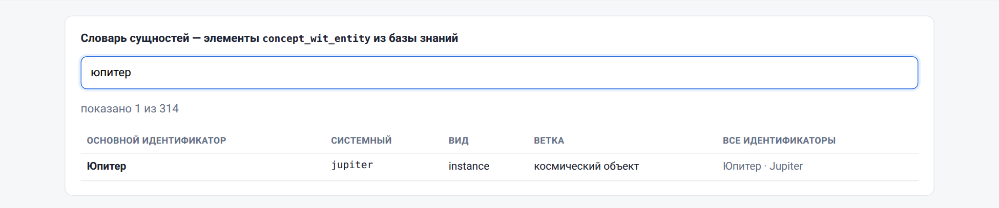 Словарь сущностей — элементы concept_wit_entity из базы знаний
юпитер
показано 1 из 314
ОСНОВНОЙ ИДЕНТИФИКАТОР СИСТЕМНЫЙ ВИД ВЕТКА ВСЕ ИДЕНТИФИКАТОРЫ
Юпитер jupiter instance космический объект Юпитер · Jupiter